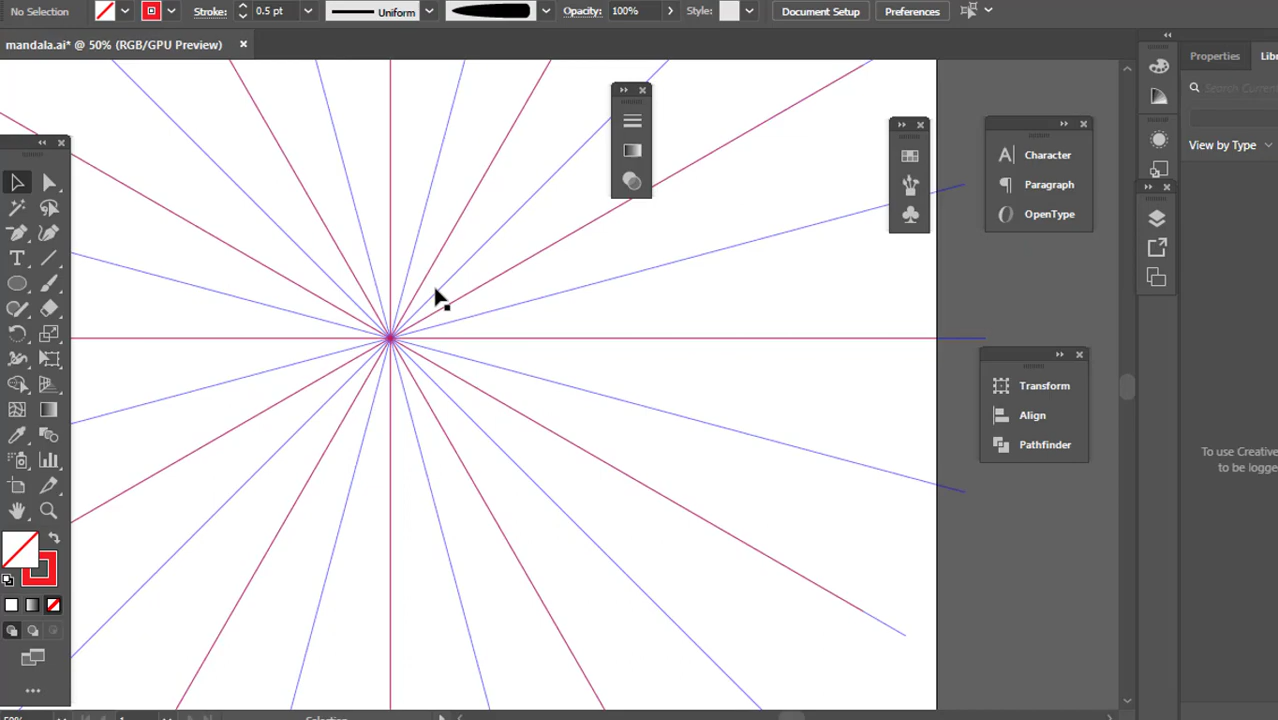 No Selection
Stroke: 0.5 pt
Uniform
Opacity: 100%
Style:
Document Setup
Preferences
mandala.ai* @ 50% (RGB/GPU Preview)
Properties
View by Type
Character
Paragraph
OpenType
Transform
Align
Pathfinder
To use Creative
to be logge